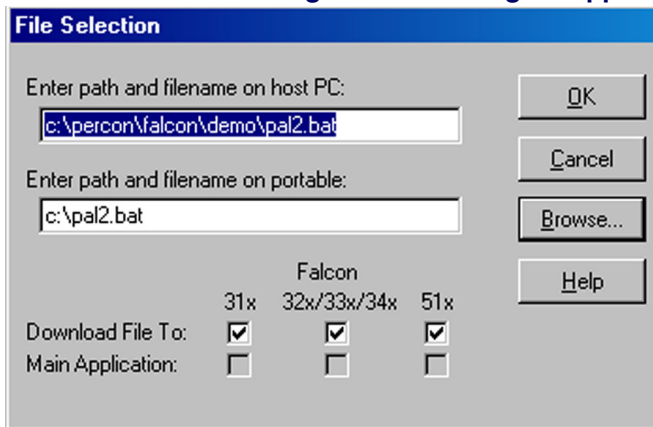 File Selection
Enter path and filename on host PC:
OK
c:\percon\falcon\demo\pal2.bat
Cancel
Enter path and filename on portable:
c:\pal2.bat
Browse...
Falcon
Help
31x 32x/33x/34x 51x
Download File To:
Main Application: